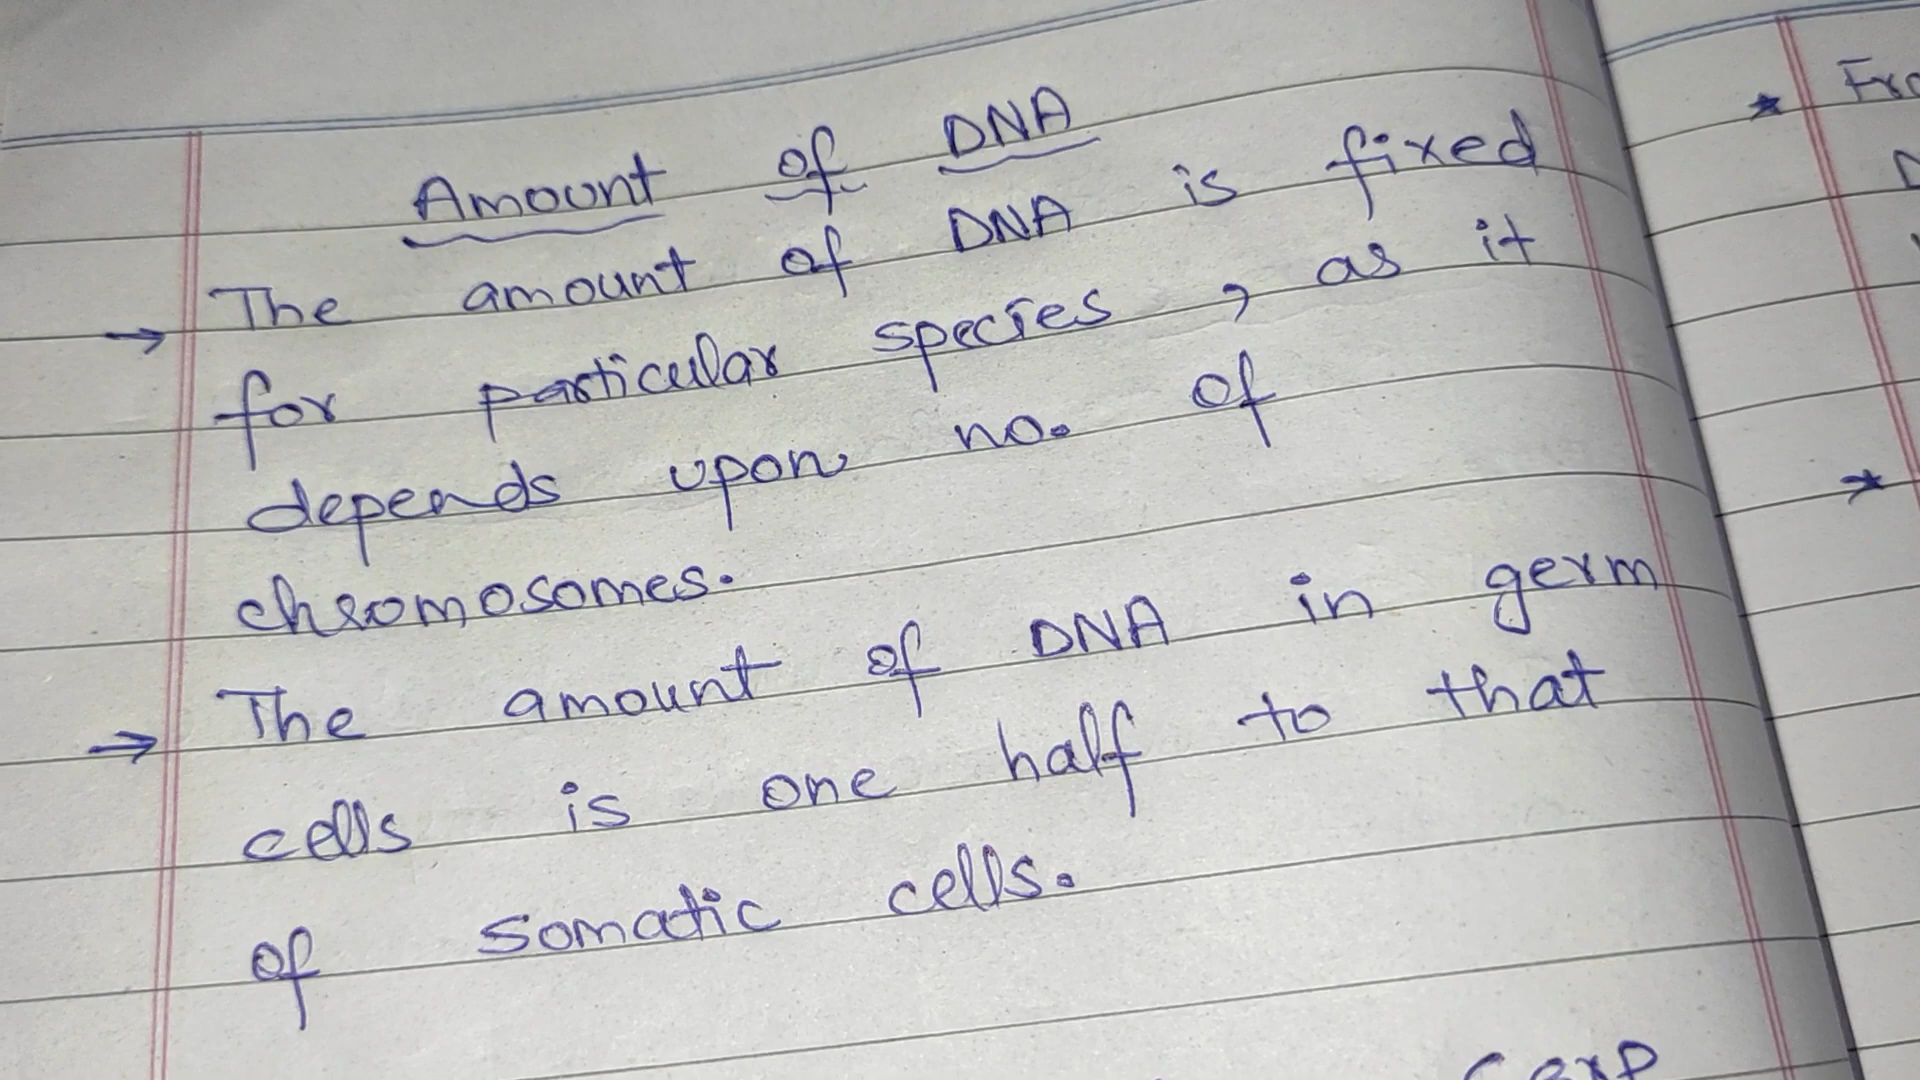 Amount of DNA
→ The amount of DNA is fixed
for particular species, as it
depends upon no. of
chromosomes.
→ The amount of DNA in germ
cells is one half to that
of somatic cells.